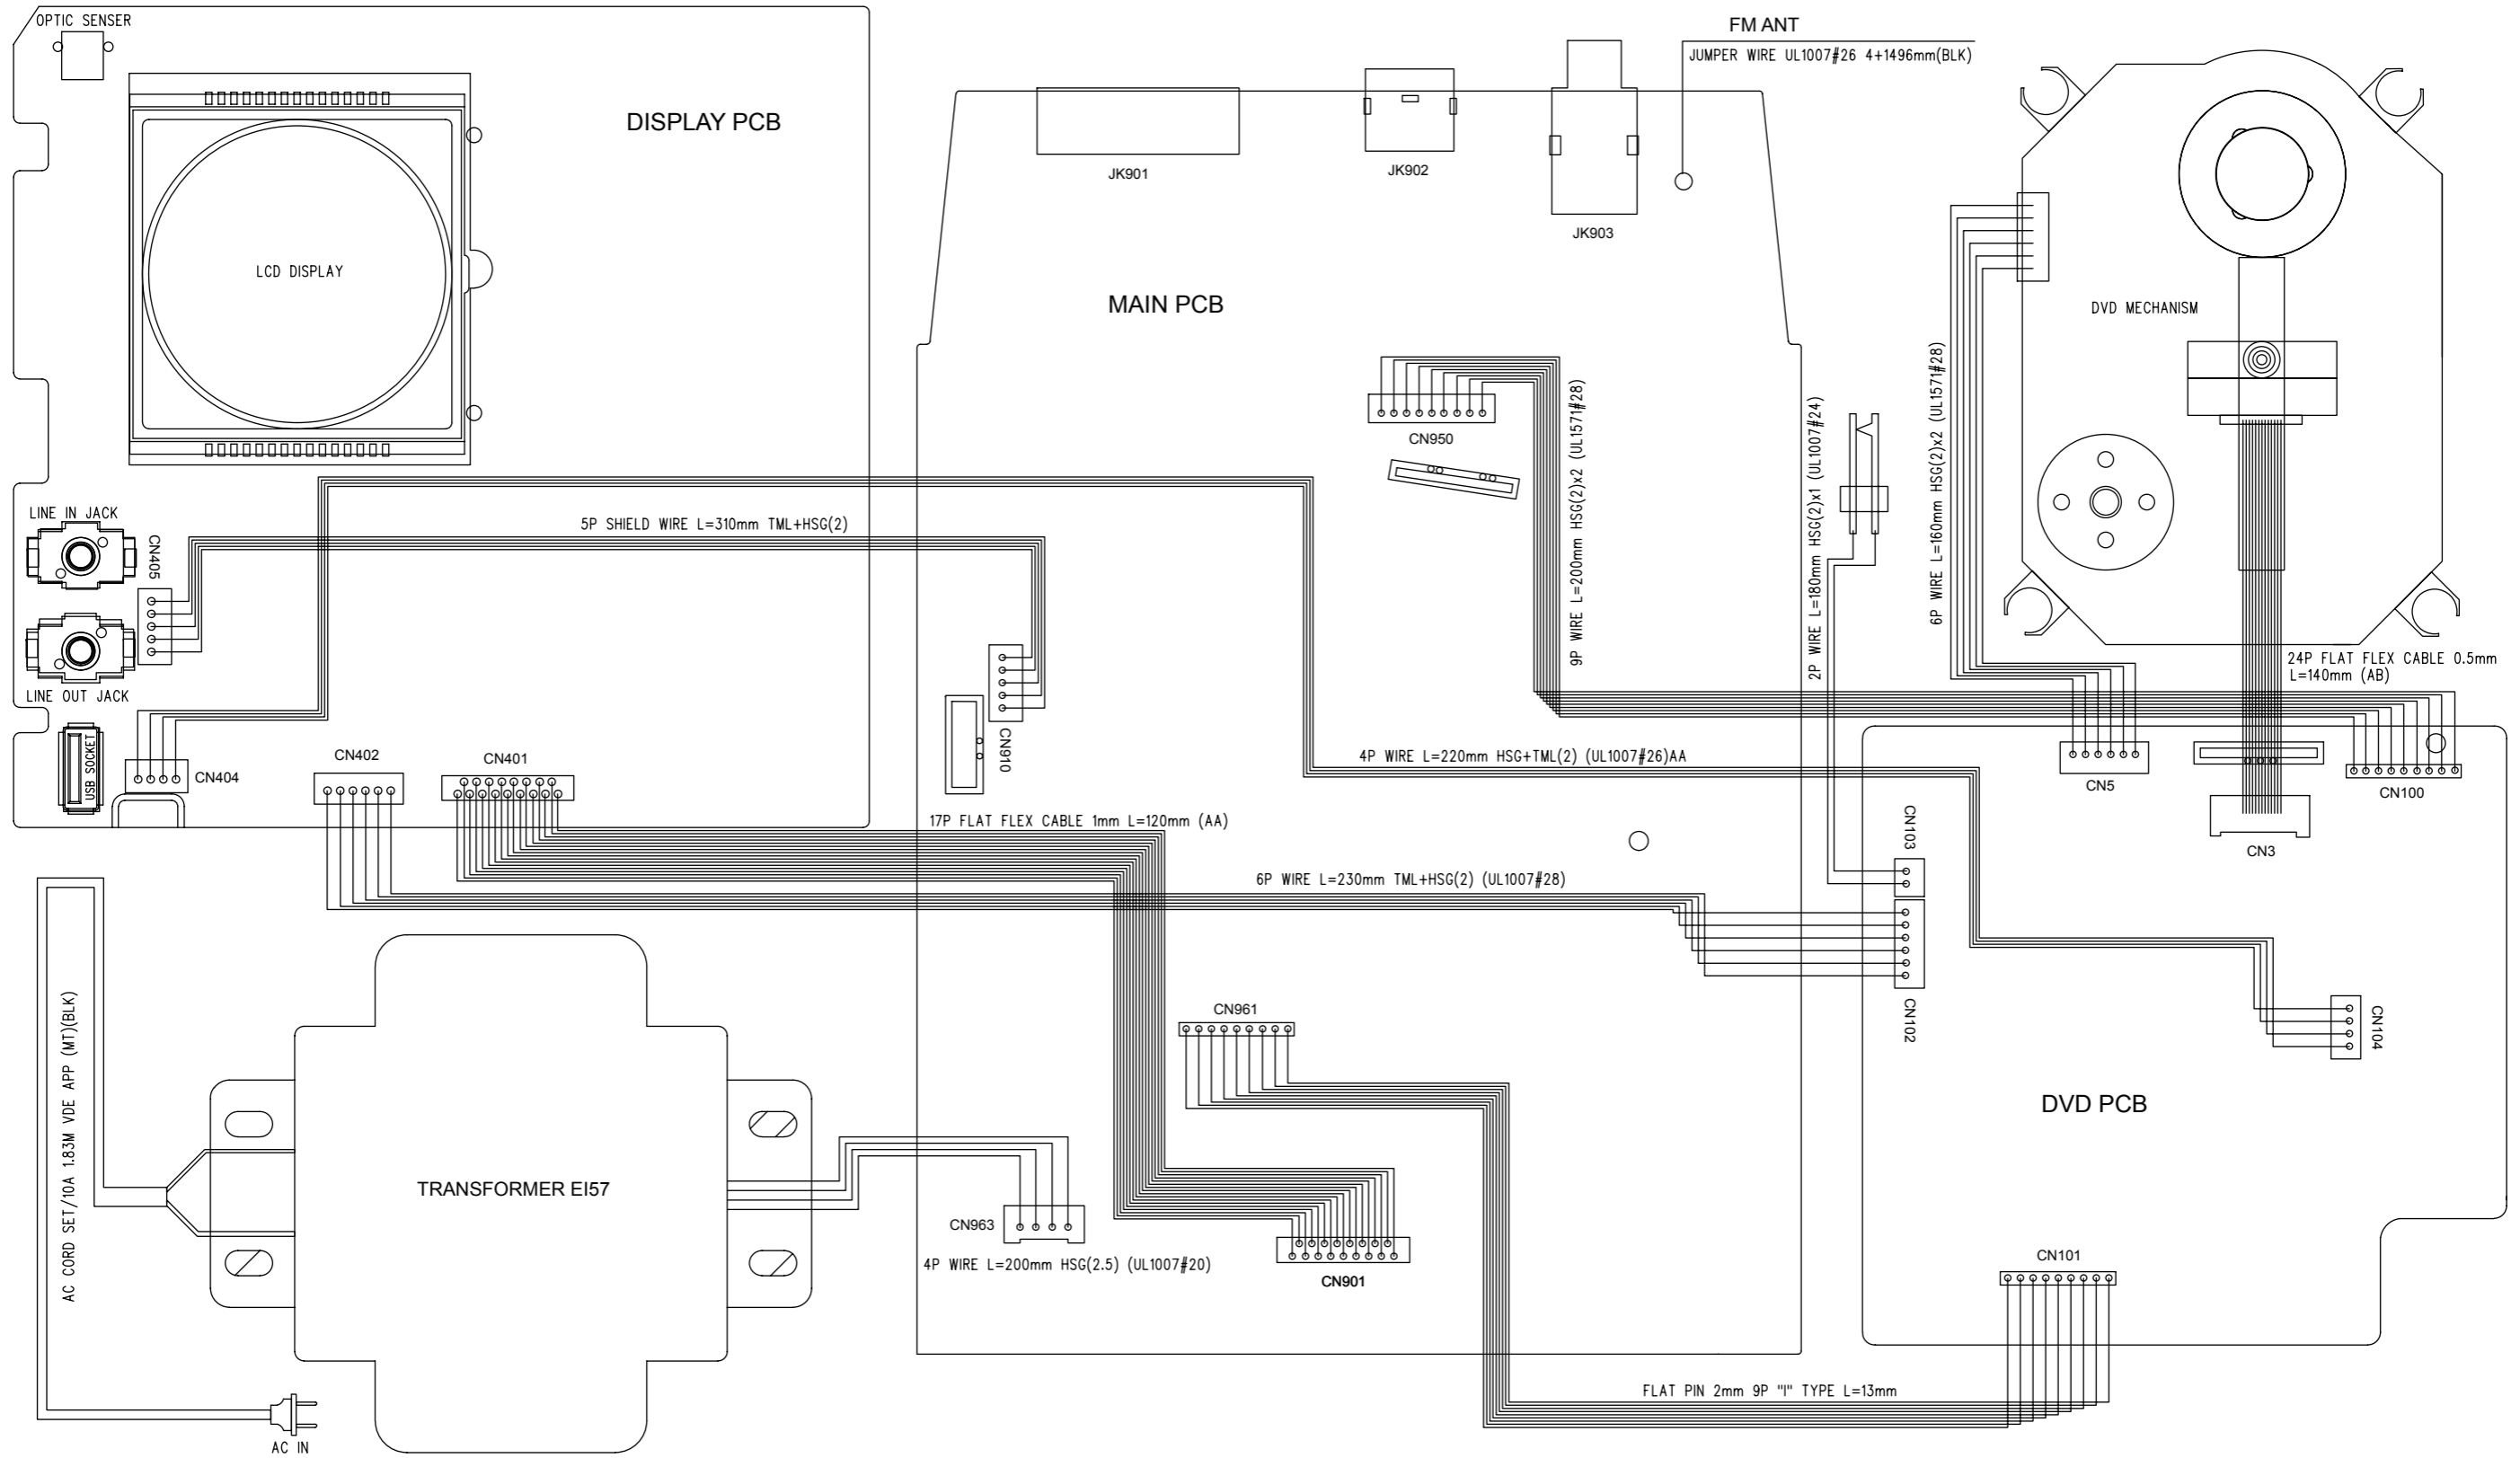 OPTIC SENSER
DISPLAY PCB
LCD DISPLAY
LINE IN JACK
CN405
LINE OUT JACK
USB SOCKET
CN404
CN402
CN401
5P SHIELD WIRE L=310mm TML+HSG(2)
FM ANT
JUMPER WIRE UL1007#26 4+1496mm(BLK)
JK901
JK902
JK903
MAIN PCB
CN950
9P WIRE L=200mm HSG(2)x2 (UL1571#28)
2P WIRE L=180mm HSG(2)x1 (UL1007#24)
6P WIRE L=160mm HSG(2)x2 (UL1571#28)
DVD MECHANISM
24P FLAT FLEX CABLE 0.5mm
L=140mm (AB)
CN910
4P WIRE L=220mm HSG+TML(2) (UL1007#26)AA
17P FLAT FLEX CABLE 1mm L=120mm (AA)
6P WIRE L=230mm TML+HSG(2) (UL1007#28)
CN5
CN100
CN3
CN103
CN102
CN104
DVD PCB
CN961
AC CORD SET/10A 1.83M VDE APP (MT)(BLK)
TRANSFORMER EI57
CN963
4P WIRE L=200mm HSG(2.5) (UL1007#20)
CN901
CN101
FLAT PIN 2mm 9P "I" TYPE L=13mm
AC IN